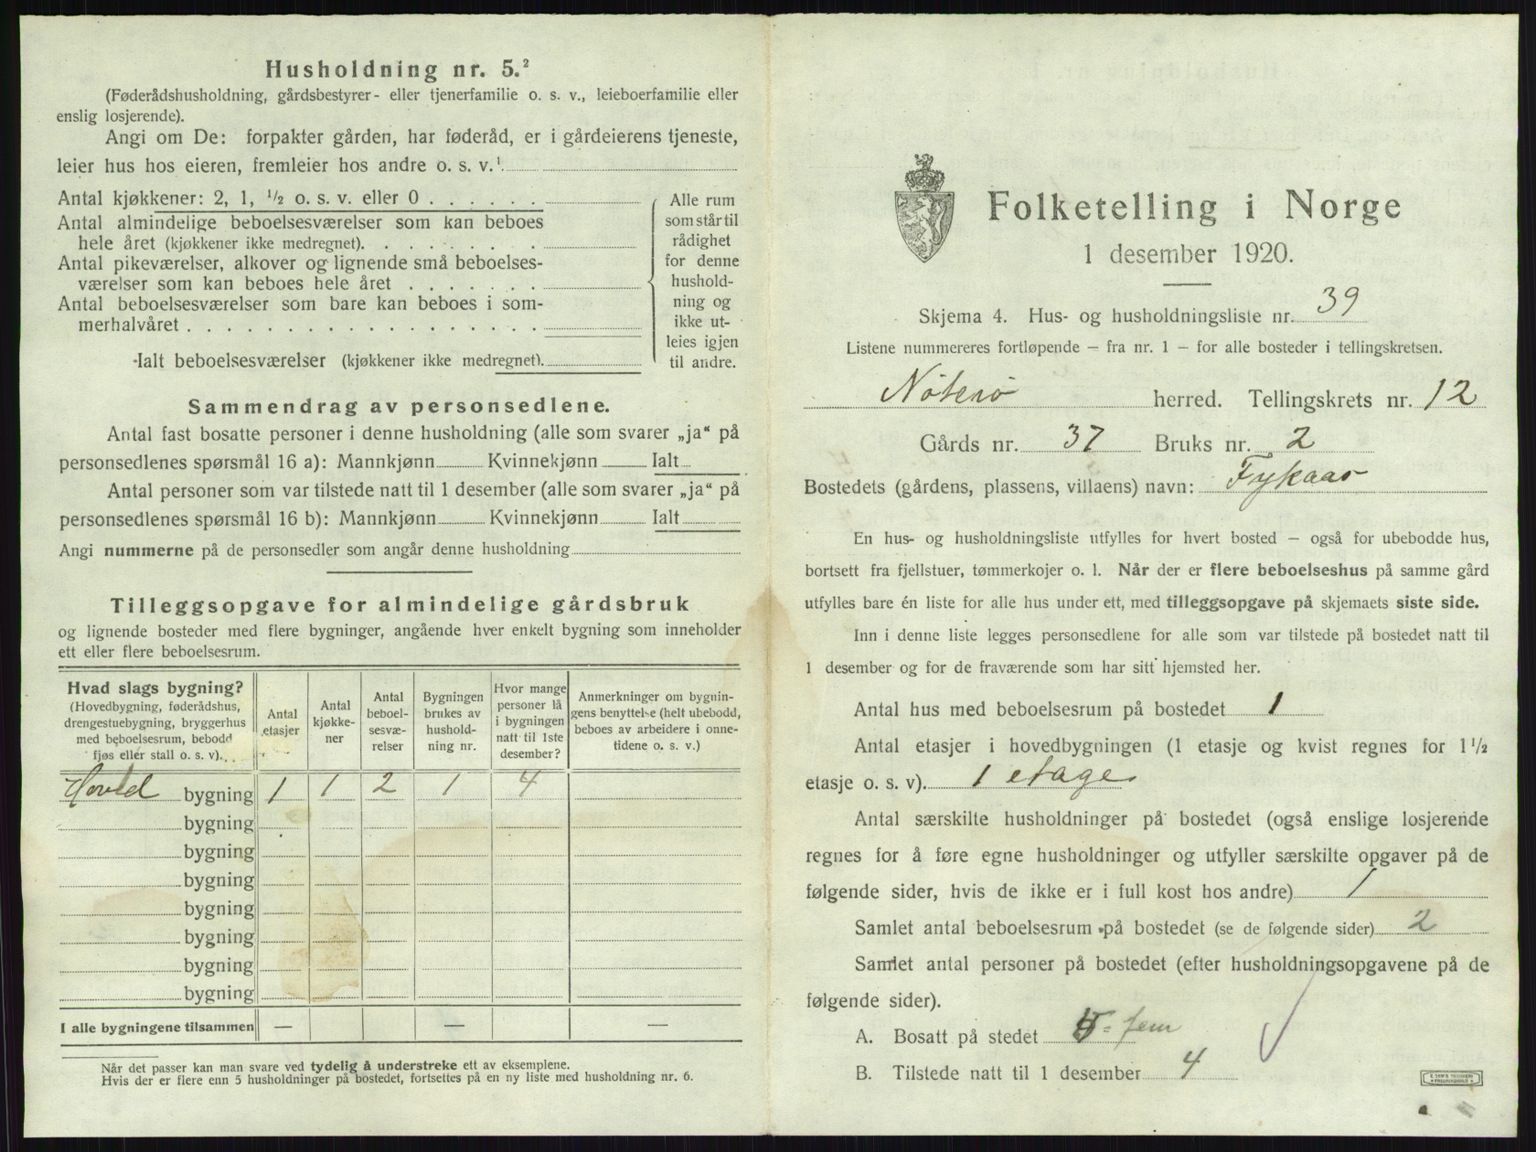 Husholdning nr. 5.²
(Føderådshusholdning, gårdsbestyrer- eller tjenerfamilie o. s. v., leieboerfamilie eller
enslig losjerende).
Angi om De: forpakter gården, har føderåd, er i gårdeierens tjeneste,
leier hus hos eieren, fremleier hos andre o. s. v.¹
Antal kjøkkener: 2, 1, ½ o. s. v. eller 0
Antal almindelige beboelsesværelser som kan beboes
hele året (kjøkkener ikke medregnet).
Antal pikeværelser, alkover og lignende små beboelses-
værelser som kan beboes hele året
Antal beboelsesværelser som bare kan beboes i som-
merhalvåret
Ialt beboelsesværelser (kjøkkener ikke medregnet).
Alle rum
som står til
rådighet
for denne
hushold-
ning og
ikke ut-
leies igjen
til andre.
Sammendrag av personsedlene.
Antal fast bosatte personer i denne husholdning (alle som svarer „ja“ på
personsedlenes spørsmål 16 a): Mannkjønn Kvinnekjønn Ialt
Antal personer som var tilstede natt til 1 desember (alle som svarer „ja“ på
personsedlenes spørsmål 16 b): Mannkjønn Kvinnekjønn Ialt
Angi nummerne på de personsedler som angår denne husholdning
Tilleggsopgave for almindelige gårdsbruk
og lignende bosteder med flere bygninger, angående hver enkelt bygning som inneholder
ett eller flere beboelsesrum.
Hvad slags bygning?
(Hovedbygning, føderådshus,
drengestuebygning, bryggerhus
med beboelsesrum, bebodd
fjøs eller stall o. s. v).
Antal
etasjer
Antal
kjøkke-
ner
Antal
beboel-
sesvæ-
relser
Bygningen
brukes av
hushold-
ning nr.
Hvor mange
personer lå
i bygningen
natt til 1ste
desember?
Anmerkninger om bygnin-
gens benyttelse (helt ubebodd,
beboes av arbeidere i onne-
tidene o. s. v.)
Hoved bygning 1 1 2 1 4
bygning
bygning
bygning
bygning
bygning
bygning
bygning
I alle bygningene tilsammen — — —
Når det passer kan man svare ved tydelig å understreke ett av eksemplene.
Hvis der er flere enn 5 husholdninger på bostedet, fortsettes på en ny liste med husholdning nr. 6.
Folketelling i Norge
1 desember 1920.
Skjema 4. Hus- og husholdningsliste nr. 39
Listene nummereres fortløpende — fra nr. 1 — for alle bosteder i tellingskretsen.
Nøterø herred. Tellingskrets nr. 12
Gårds nr. 37 Bruks nr. 2
Bostedets (gårdens, plassens, villaens) navn: Fykaas
En hus- og husholdningsliste utfylles for hvert bosted — også for ubebodde hus,
bortsett fra fjellstuer, tømmerkojer o. l. Når der er flere beboelseshus på samme gård
utfylles bare én liste for alle hus under ett, med tilleggsopgave på skjemaets siste side.
Inn i denne liste legges personsedlene for alle som var tilstede på bostedet natt til
1 desember og for de fraværende som har sitt hjemsted her.
Antal hus med beboelsesrum på bostedet 1
Antal etasjer i hovedbygningen (1 etasje og kvist regnes for 1½
etasje o. s. v). 1 etage.
Antal særskilte husholdninger på bostedet (også enslige losjerende
regnes for å føre egne husholdninger og utfyller særskilte opgaver på de
følgende sider, hvis de ikke er i full kost hos andre) 1
Samlet antal beboelsesrum på bostedet (se de følgende sider) 2
Samlet antal personer på bostedet (efter husholdningsopgavene på de
følgende sider).
A. Bosatt på stedet 5 = fem
B. Tilstede natt til 1 desember 4